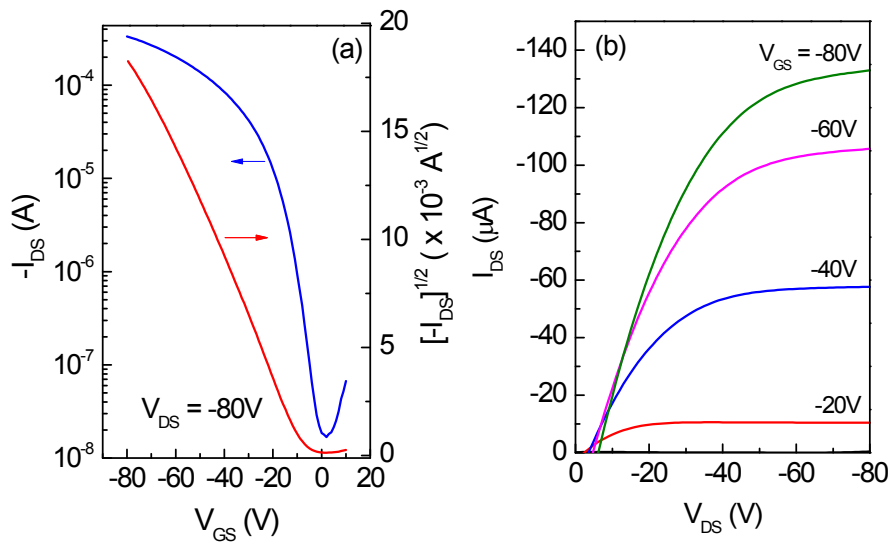 (a)
-I_DS (A)
10^-4
10^-5
10^-6
10^-7
10^-8
V_DS = -80V
-80 -60 -40 -20 0 20
V_GS (V)
20
15
10
5
0
[-I_DS]^1/2 ( x 10^-3 A^1/2)
(b)
V_GS = -80V
-60V
-40V
-20V
I_DS (μA)
-140
-120
-100
-80
-60
-40
-20
0
0 -20 -40 -60 -80
V_DS (V)